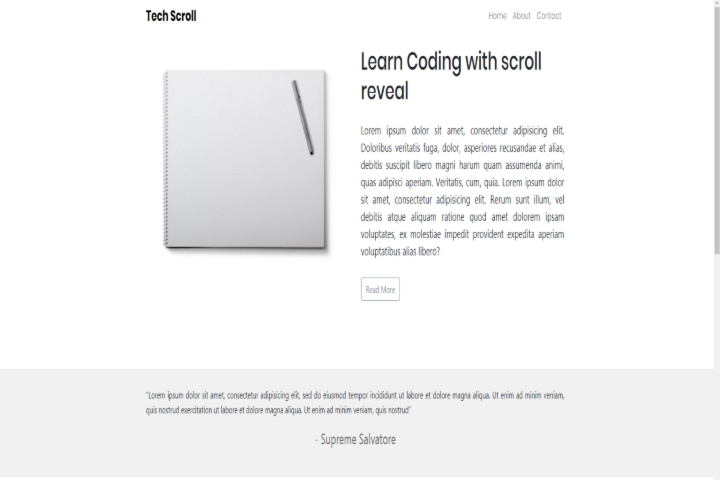 Tech Scroll
Home About Contact
Learn Coding with scroll
reveal
Lorem ipsum dolor sit amet, consectetur adipisicing elit.
Doloribus veritatis fuga, dolor, asperiores recusandae et alias,
debitis suscipit libero magni harum quam assumenda animi,
quas adipisci aperiam. Veritatis, cum, quia. Lorem ipsum dolor
sit amet, consectetur adipisicing elit. Rerum sunt illum, vel
debitis atque aliquam ratione quod amet dolorem ipsam
voluptates, ex molestiae impedit provident expedita aperiam
voluptatibus alias libero?
Read More
"Lorem ipsum dolor sit amet, consectetur adipisicing elit, sed do eiusmod tempor incididunt ut labore et dolore magna aliqua. Ut enim ad minim veniam,
quis nostrud exercitation ut labore et dolore magna aliqua. Ut enim ad minim veniam, quis nostrud"
- Supreme Salvatore